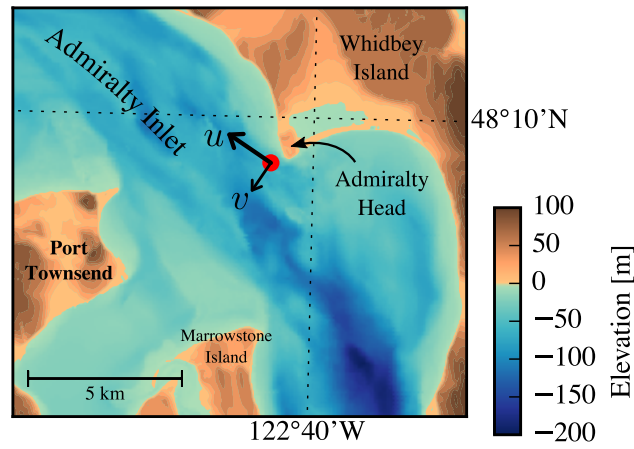 Admiralty Inlet
Whidbey
Island
48°10'N
u
v
Admiralty
Head
Port
Townsend
Marrowstone
Island
5 km
122°40'W
100
50
0
−50
−100
−150
−200
Elevation [m]